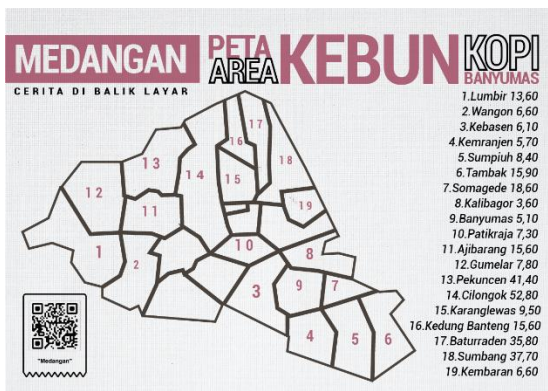 MEDANGAN
CERITA DI BALIK LAYAR
PETA
AREA
KEBUN
KOPI
BANYUMAS
1.Lumbir 13,60
2.Wangon 6,60
3.Kebasen 6,10
4.Kemranjen 5,70
5.Sumpiuh 8,40
6.Tambak 15,90
7.Somagede 18,60
8.Kalibagor 3,60
9.Banyumas 5,10
10.Patikraja 7,30
11.Ajibarang 15,60
12.Gumelar 7,80
13.Pekuncen 41,40
14.Cilongok 52,80
15.Karanglewas 9,50
16.Kedung Banteng 15,60
17.Baturraden 35,80
18.Sumbang 37,70
19.Kembaran 6,60
17
16
13
14
18
15
12
11
19
10
1
2
8
3
9
7
4
5
6
"Medangan"